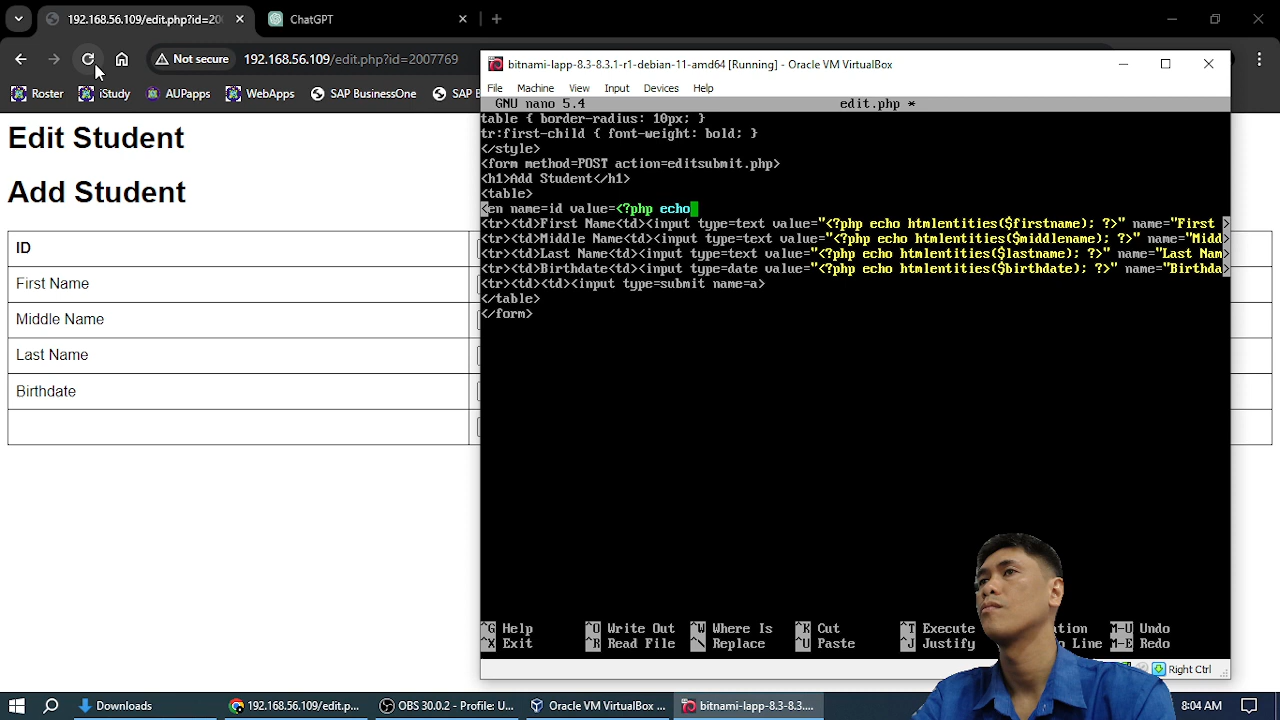 192.168.56.109/edit.php?id=20
ChatGPT
Not secure
192.168.56.109/edit.php?id=2007769
Roster
iStudy
AUPapps
WebApps
SAP BusinessOne
SAP B
bitnami-lapp-8.3-8.3.1-r1-debian-11-amd64 [Running] - Oracle VM VirtualBox
File Machine View Input Devices Help
GNU nano 5.4 edit.php *
table { border-radius: 10px; }
tr:first-child { font-weight: bold; }
</style>
<form method=POST action=editsubmit.php>
<h1>Add Student</h1>
<table>
<en name=id value=<?php echo
<tr><td>First Name<td><input type=text value="<?php echo htmlentities($firstname); ?>" name="First >
<tr><td>Middle Name<td><input type=text value="<?php echo htmlentities($middlename); ?>" name="Midd>
<tr><td>Last Name<td><input type=text value="<?php echo htmlentities($lastname); ?>" name="Last Nam>
<tr><td>Birthdate<td><input type=date value="<?php echo htmlentities($birthdate); ?>" name="Birthda>
<tr><td><td><input type=submit name=a>
</table>
</form>
^G Help ^O Write Out ^W Where Is ^K Cut ^T Execute M-U Undo
^X Exit ^R Read File ^\ Replace ^U Paste ^J Justify Line M-E Redo
Right Ctrl
Edit Student
Add Student
ID
First Name
Middle Name
Last Name
Birthdate
Downloads
192.168.56.109/edit.p...
OBS 30.0.2 - Profile: U...
Oracle VM VirtualBox ...
bitnami-lapp-8.3-8.3....
8:04 AM